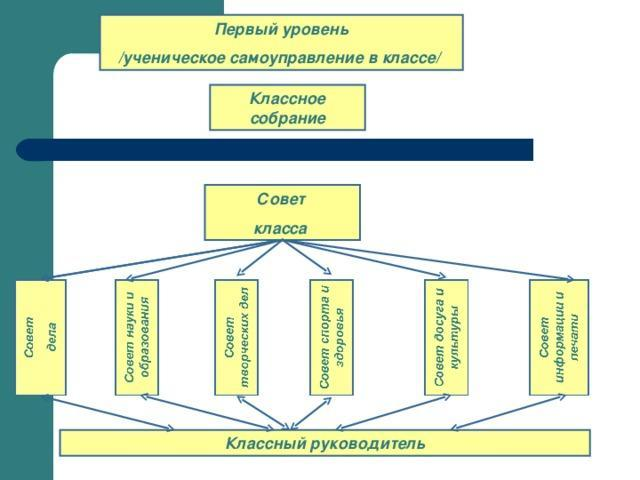 Первый уровень
/ученическое самоуправление в классе/
Классное
собрание
Совет
класса
Совет
дела
Совет науки и
образования
Совет
творческих дел
Совет спорта и
здоровья
Совет досуга и
культуры
Совет
информации и
печати
Классный руководитель